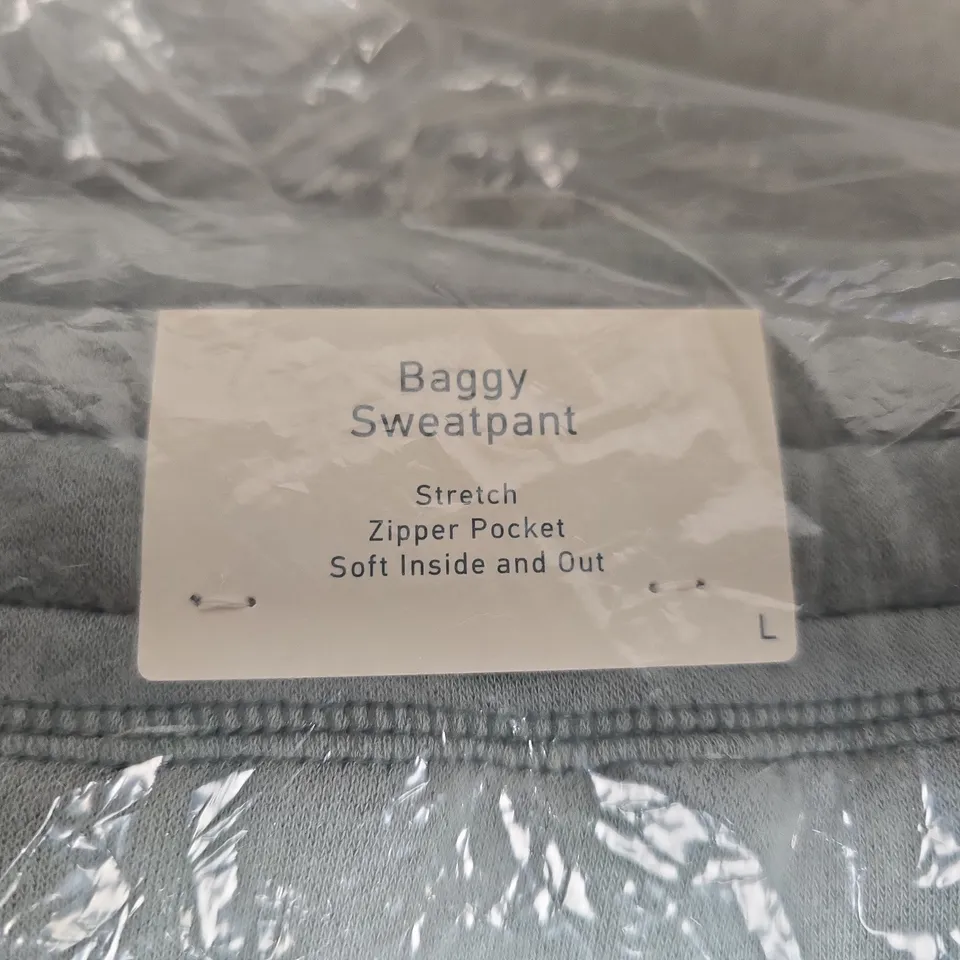 Baggy
Sweatpant
Stretch
Zipper Pocket
Soft Inside and Out
L